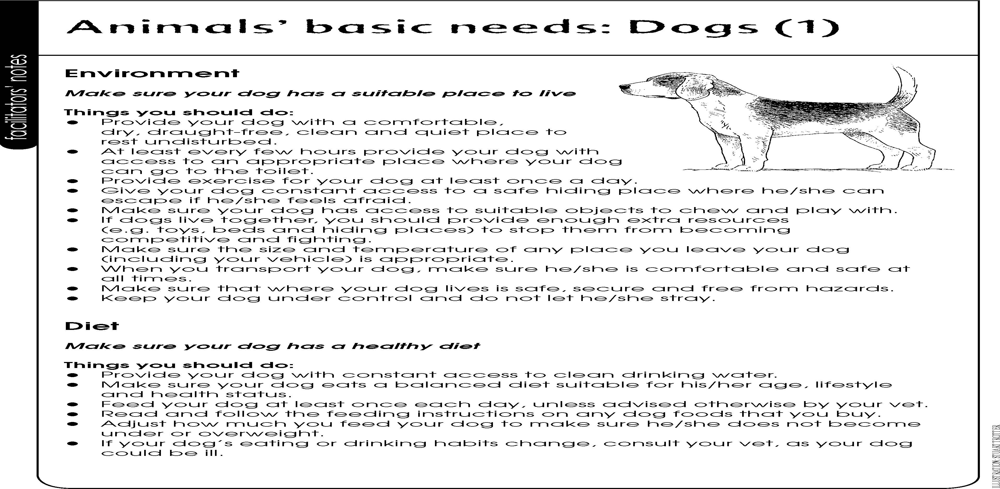 Animals’ basic needs: Dogs (1)
facilitators' notes
Environment
Make sure your dog has a suitable place to live
Things you should do:
● Provide your dog with a comfortable,
dry, draught-free, clean and quiet place to
rest undisturbed.
● At least every few hours provide your dog with
access to an appropriate place where your dog
can go to the toilet.
● Provide exercise for your dog at least once a day.
● Give your dog constant access to a safe hiding place where he/she can
escape if he/she feels afraid.
● Make sure your dog has access to suitable objects to chew and play with.
● If dogs live together, you should provide enough extra resources
(e.g. toys, beds and hiding places) to stop them from becoming
competitive and fighting.
● Make sure the size and temperature of any place you leave your dog
(including your vehicle) is appropriate.
● When you transport your dog, make sure he/she is comfortable and safe at
all times.
● Make sure that where your dog lives is safe, secure and free from hazards.
● Keep your dog under control and do not let he/she stray.
Diet
Make sure your dog has a healthy diet
Things you should do:
● Provide your dog with constant access to clean drinking water.
● Make sure your dog eats a balanced diet suitable for his/her age, lifestyle
and health status.
● Feed your dog at least once each day, unless advised otherwise by your vet.
● Read and follow the feeding instructions on any dog foods that you buy.
● Adjust how much you feed your dog to make sure he/she does not become
under or overweight.
● If your dog´s eating or drinking habits change, consult your vet, as your dog
could be ill.
ILLUSTRATION: STUART TROTTER